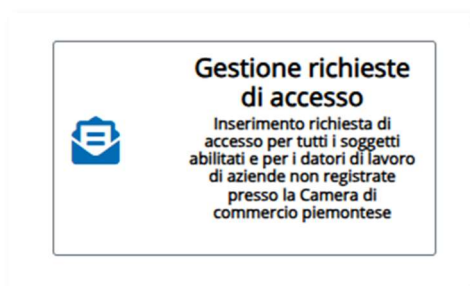 Gestione richieste
di accesso
Inserimento richiesta di
accesso per tutti i soggetti
abilitati e per i datori di lavoro
di aziende non registrate
presso la Camera di
commercio piemontese